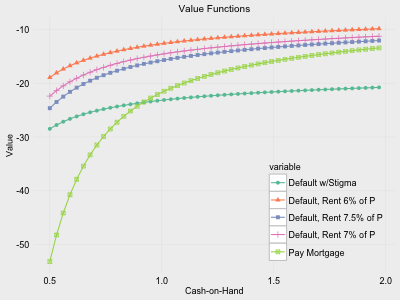 Value Functions
-10
-20
-30
-40
-50
Value
variable
Default w/Stigma
Default, Rent 6% of P
Default, Rent 7.5% of P
Default, Rent 7% of P
Pay Mortgage
0.5 1.0 1.5 2.0
Cash-on-Hand